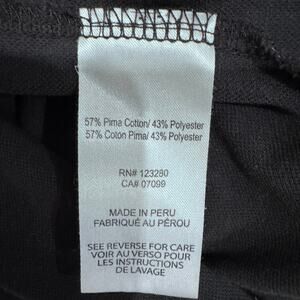 57% Pima Cotton/ 43% Polyester
57% Coton Pima/ 43% Polyester
RN# 123280
CA# 07099
MADE IN PERU
FABRIQUÉ AU PÉROU
SEE REVERSE FOR CARE
VOIR AU VERSO POUR
LES INSTRUCTIONS
DE LAVAGE